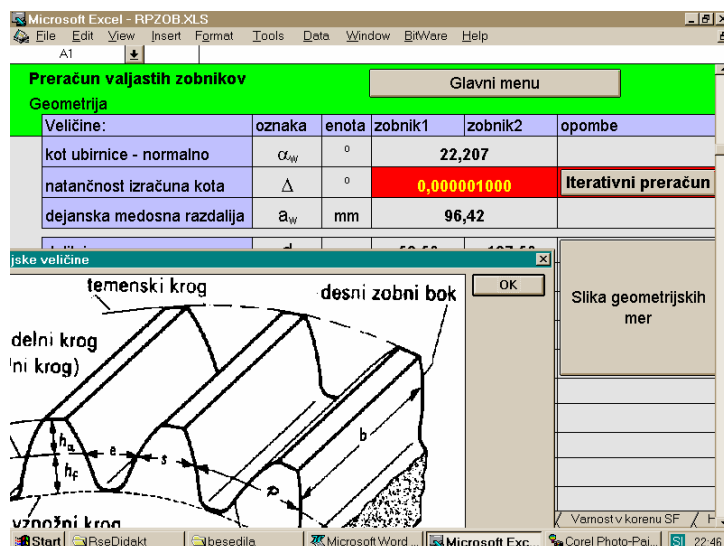 Microsoft Excel - RPZOB.XLS
File Edit View Insert Format Tools Data Window BitWare Help
A1
Preračun valjastih zobnikov
Glavni menu
Geometrija
Veličine: oznaka enota zobnik1 zobnik2 opombe
kot ubirnice - normalno αw ° 22,207
natančnost izračuna kota Δ ° 0,000001000 Iterativni preračun
dejanska medosna razdalija aw mm 96,42
jske veličine
OK
Slika geometrijskih
mer
temenski krog
desni zobni bok
delni krog
ni krog)
ha
e
s
b
hf
p
vznožni krog
Varnost v korenu SF
Start RseDidakt besedila Microsoft Word ... Microsoft Exc... Corel Photo-Pai... SI 22:46